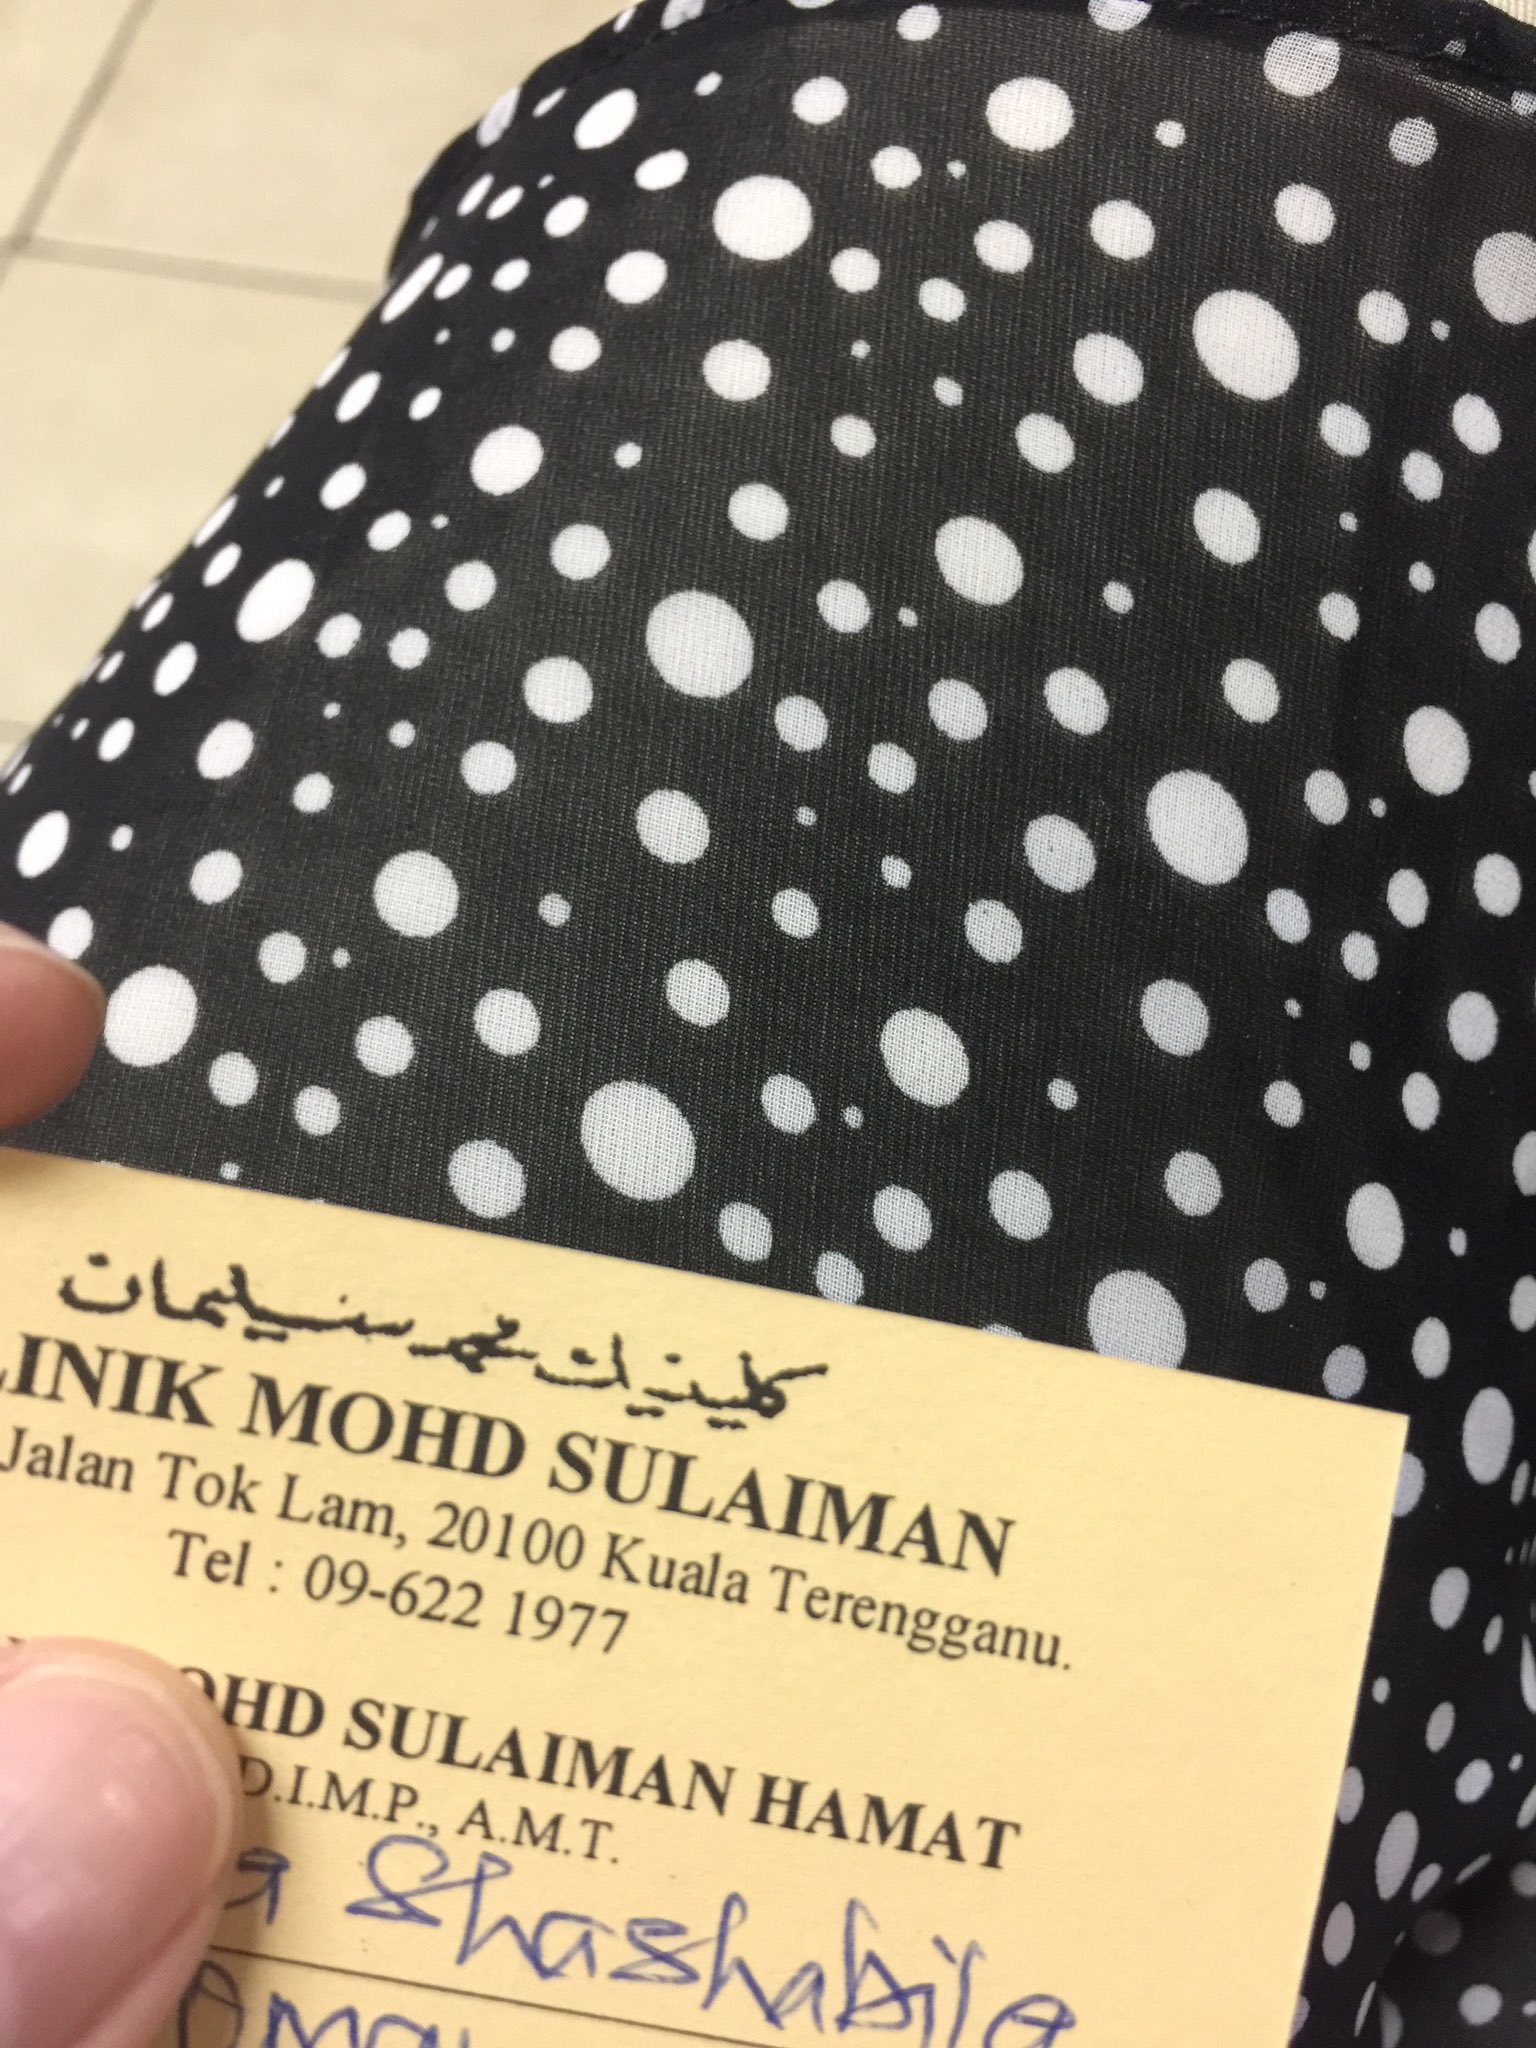 کلينيک محمد سليمان
LINIK MOHD SULAIMAN
Jalan Tok Lam, 20100 Kuala Terengganu.
Tel : 09-622 1977
OHD SULAIMAN HAMAT
D.I.M.P., A.M.T.
a Shashabila